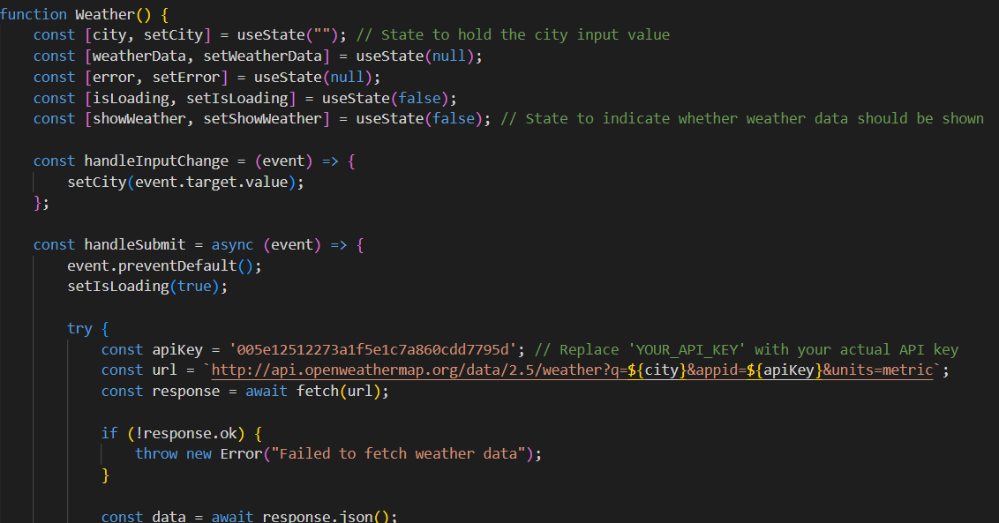 function Weather() {
const [city, setCity] = useState(""); // State to hold the city input value
const [weatherData, setWeatherData] = useState(null);
const [error, setError] = useState(null);
const [isLoading, setIsLoading] = useState(false);
const [showWeather, setShowWeather] = useState(false); // State to indicate whether weather data should be shown
const handleInputChange = (event) => {
setCity(event.target.value);
};
const handleSubmit = async (event) => {
event.preventDefault();
setIsLoading(true);
try {
const apiKey = '005e12512273a1f5e1c7a860cdd7795d'; // Replace 'YOUR_API_KEY' with your actual API key
const url = `http://api.openweathermap.org/data/2.5/weather?q=${city}&appid=${apiKey}&units=metric`;
const response = await fetch(url);
if (!response.ok) {
throw new Error("Failed to fetch weather data");
}
const data = await response.json();